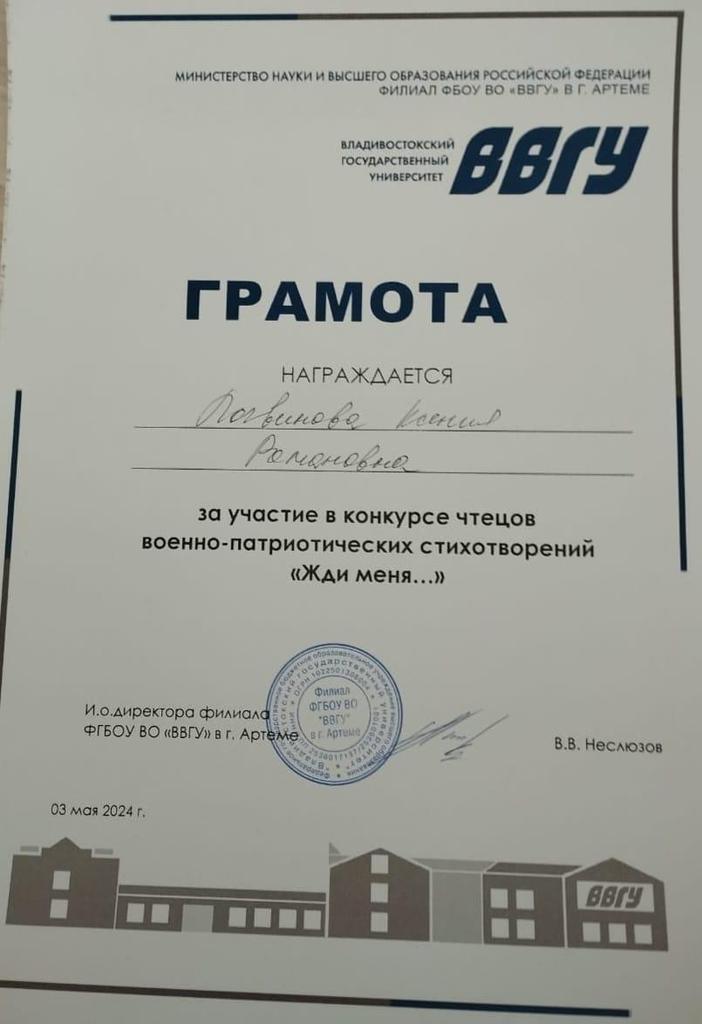 МИНИСТЕРСТВО НАУКИ И ВЫСШЕГО ОБРАЗОВАНИЯ РОССИЙСКОЙ ФЕДЕРАЦИИ
ФИЛИАЛ ФБОУ ВО «ВВГУ» В Г. АРТЕМЕ
ВЛАДИВОСТОКСКИЙ
ГОСУДАРСТВЕННЫЙ
УНИВЕРСИТЕТ
ВВГУ
ГРАМОТА
НАГРАЖДАЕТСЯ
Логвинова Ксения
Романовна
за участие в конкурсе чтецов
военно-патриотических стихотворений
«Жди меня...»
И.о.директора филиала
ФГБОУ ВО «ВВГУ» в г. Артеме
Филиал
ФГБОУ ВО
"ВВГУ"
в г. Артеме
В.В. Неслюзов
03 мая 2024 г.
ВВГУ